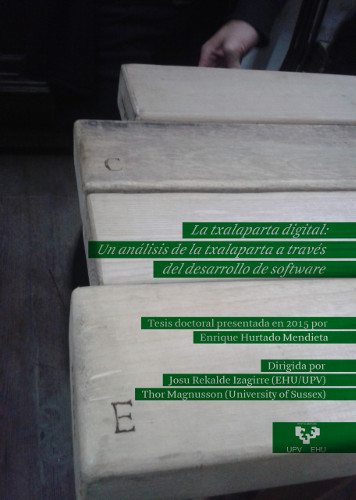 C
La txalaparta digital:
Un análisis de la txalaparta a través
del desarrollo de software
Tesis doctoral presentada en 2015 por
Enrique Hurtado Mendieta
Dirigida por
Josu Rekalde Izagirre (EHU/UPV)
Thor Magnusson (University of Sussex)
E
UPV EHU